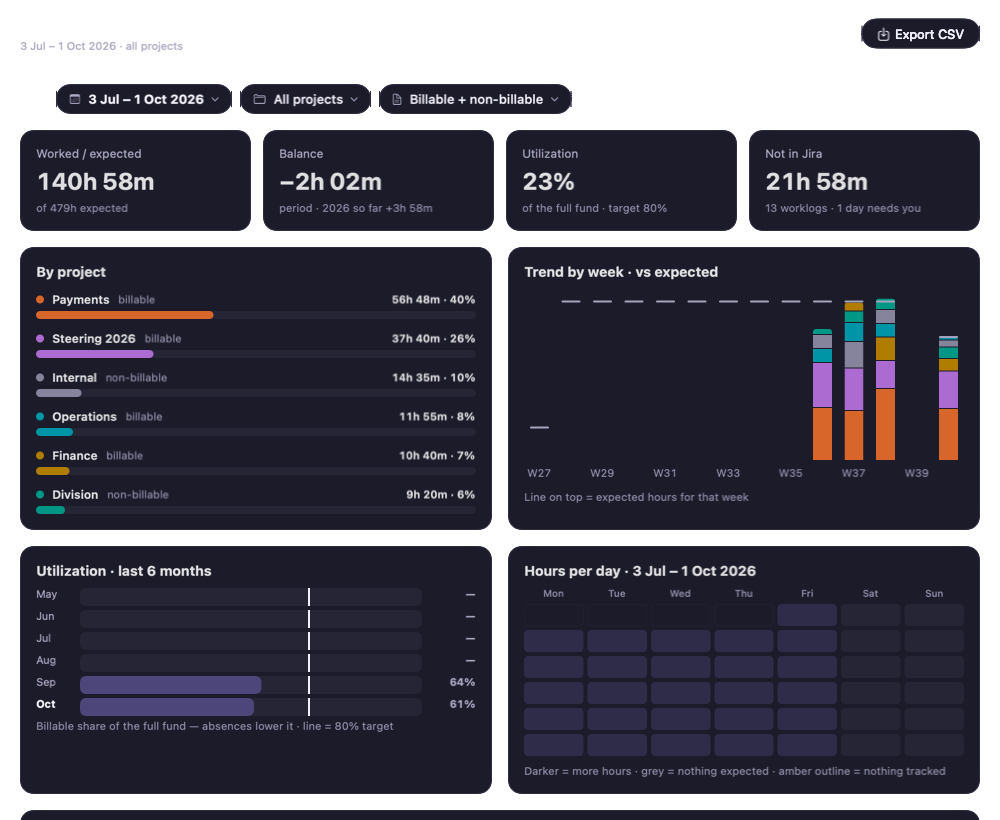 Export CSV
3 Jul – 1 Oct 2026 · all projects
3 Jul – 1 Oct 2026 All projects Billable + non-billable
Worked / expected
140h 58m
of 479h expected
Balance
−2h 02m
period · 2026 so far +3h 58m
Utilization
23%
of the full fund · target 80%
Not in Jira
21h 58m
13 worklogs · 1 day needs you
By project
Payments billable 56h 48m · 40%
Steering 2026 billable 37h 40m · 26%
Internal non-billable 14h 35m · 10%
Operations billable 11h 55m · 8%
Finance billable 10h 40m · 7%
Division non-billable 9h 20m · 6%
Trend by week · vs expected
W27 W29 W31 W33 W35 W37 W39
Line on top = expected hours for that week
Utilization · last 6 months
May —
Jun —
Jul —
Aug —
Sep 64%
Oct 61%
Billable share of the full fund — absences lower it · line = 80% target
Hours per day · 3 Jul – 1 Oct 2026
Mon Tue Wed Thu Fri Sat Sun
Darker = more hours · grey = nothing expected · amber outline = nothing tracked